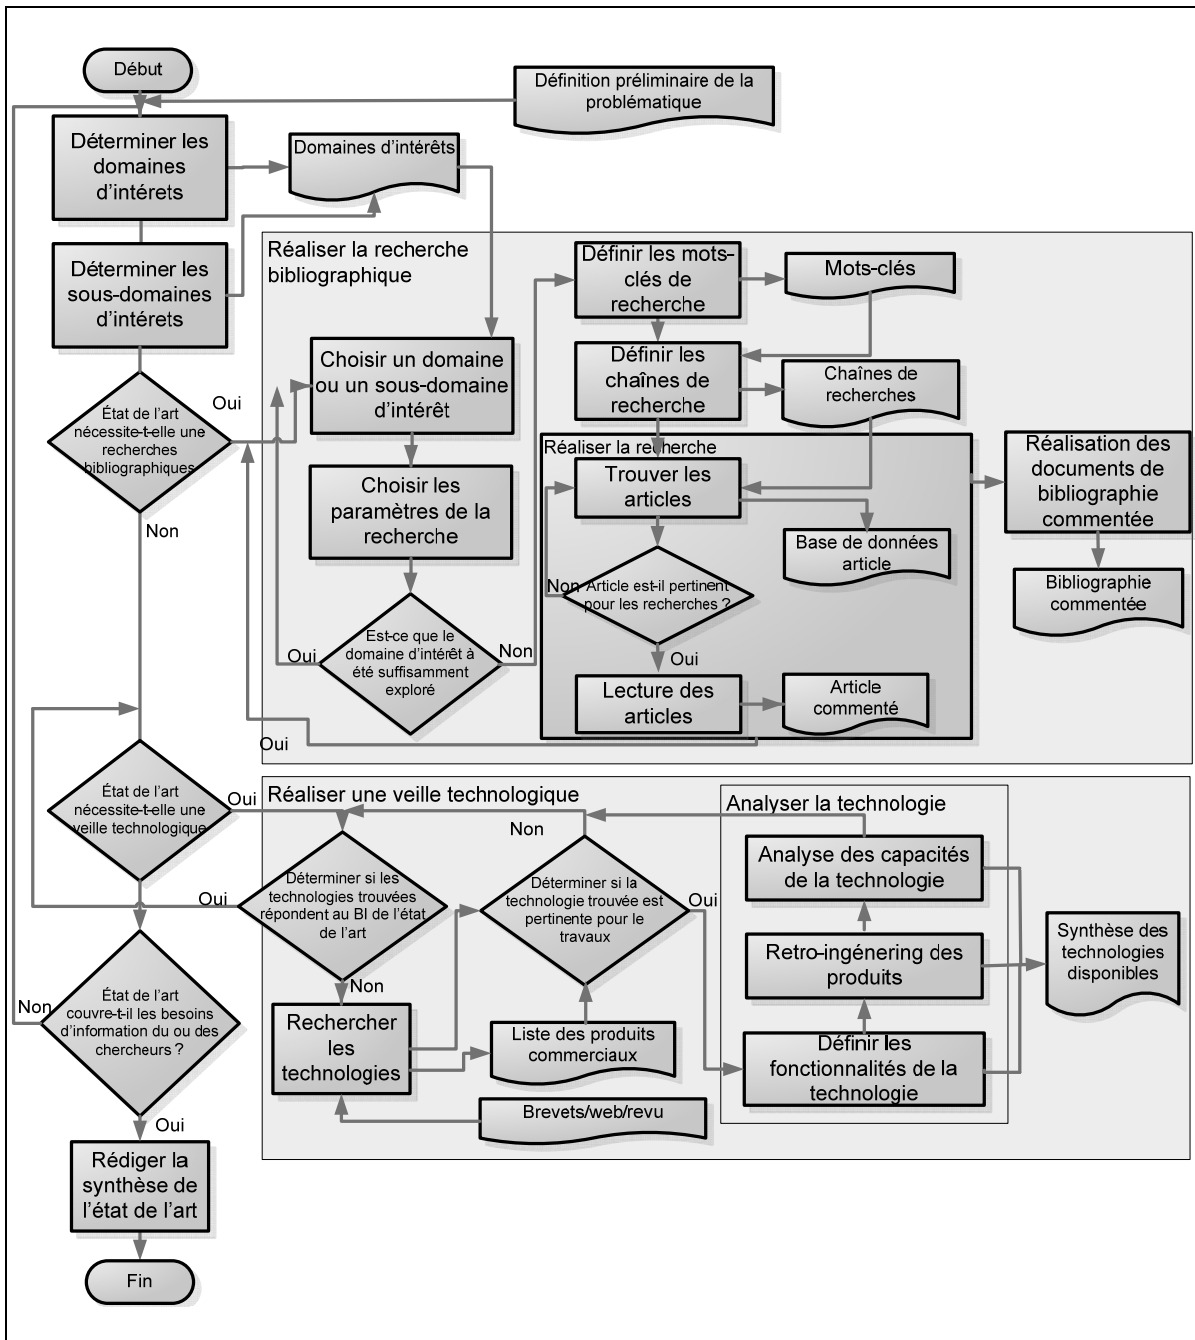 Début
Définition préliminaire de la
problématique
Déterminer les
domaines
d'intérets
Domaines d'intérêts
Déterminer les
sous-domaines
d'intérets
Réaliser la recherche
bibliographique
Définir les mots-
clés de
recherche
Mots-clés
Choisir un domaine
ou un sous-domaine
d'intérêt
Définir les
chaînes de
recherche
Chaînes de
recherches
État de l'art
nécessite-t-elle une
recherches
bibliographiques
Oui
Non
Choisir les
paramètres de la
recherche
Réaliser la recherche
Trouver les
articles
Base de données
article
Réalisation des
documents de
bibliographie
commentée
Bibliographie
commentée
Non
Article est-il pertinent
pour les recherches ?
Oui
Est-ce que le
domaine d'intérêt à
été suffisamment
exploré
Oui
Non
Lecture des
articles
Article
commenté
Oui
État de l'art
nécessite-t-elle une
veille technologique
Oui
Réaliser une veille technologique
Analyser la technologie
Non
Déterminer si les
technologies trouvées
répondent au BI de l'état
de l'art
Oui
Non
Déterminer si la
technologie trouvée est
pertinente pour le
travaux
Oui
Analyse des capacités
de la technologie
Retro-ingénering des
produits
Synthèse des
technologies
disponibles
Définir les
fonctionnalités de la
technologie
Rechercher
les
technologies
Liste des produits
commerciaux
Brevets/web/revu
Non
État de l'art
couvre-t-il les besoins
d'information du ou des
chercheurs ?
Oui
Rédiger la
synthèse de
l'état de l'art
Fin